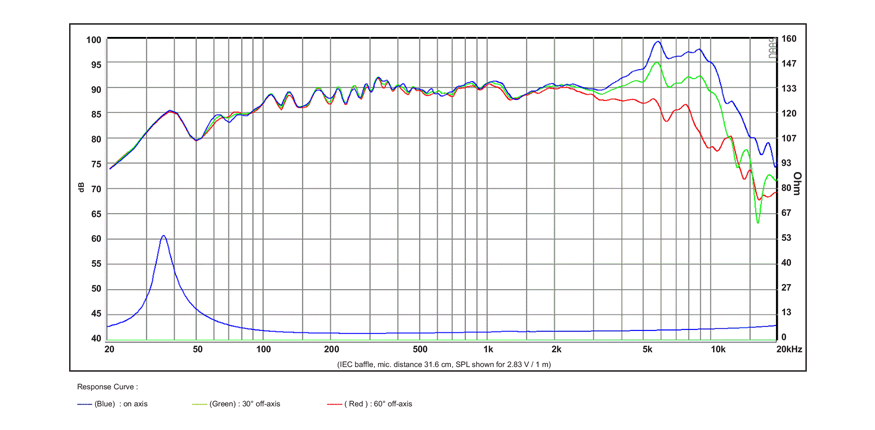 100 160
95 147
90 133
85 120
80 107
75 93
dB 70 80 Ohm
65 67
60 53
55 40
50 27
45 13
40 0
20 50 100 200 500 1k 2k 5k 10k 20kHz
(IEC baffle, mic. distance 31.6 cm, SPL shown for 2.83 V / 1 m)
Response Curve :
(Blue) : on axis (Green) : 30° off-axis ( Red ) : 60° off-axis